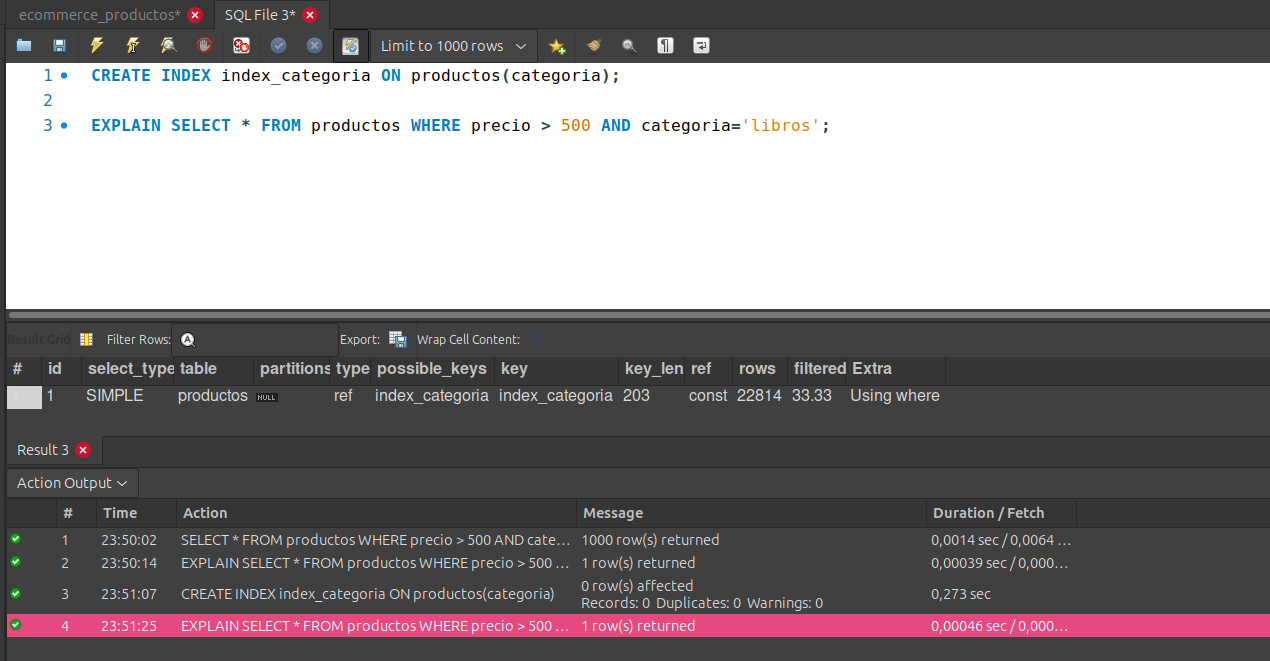 ecommerce_productos* SQL File 3*
Limit to 1000 rows
1 CREATE INDEX index_categoria ON productos(categoria);
2
3 EXPLAIN SELECT * FROM productos WHERE precio > 500 AND categoria='libros';
Result Grid Filter Rows: Export: Wrap Cell Content:
# id select_type table partitions type possible_keys key key_len ref rows filtered Extra
1 SIMPLE productos NULL ref index_categoria index_categoria 203 const 22814 33.33 Using where
Result 3
Action Output
# Time Action Message Duration / Fetch
1 23:50:02 SELECT * FROM productos WHERE precio > 500 AND cate... 1000 row(s) returned 0,0014 sec / 0,0064 ...
2 23:50:14 EXPLAIN SELECT * FROM productos WHERE precio > 500 ... 1 row(s) returned 0,00039 sec / 0,000...
3 23:51:07 CREATE INDEX index_categoria ON productos(categoria) 0 row(s) affected 0,273 sec
Records: 0 Duplicates: 0 Warnings: 0
4 23:51:25 EXPLAIN SELECT * FROM productos WHERE precio > 500 ... 1 row(s) returned 0,00046 sec / 0,000...